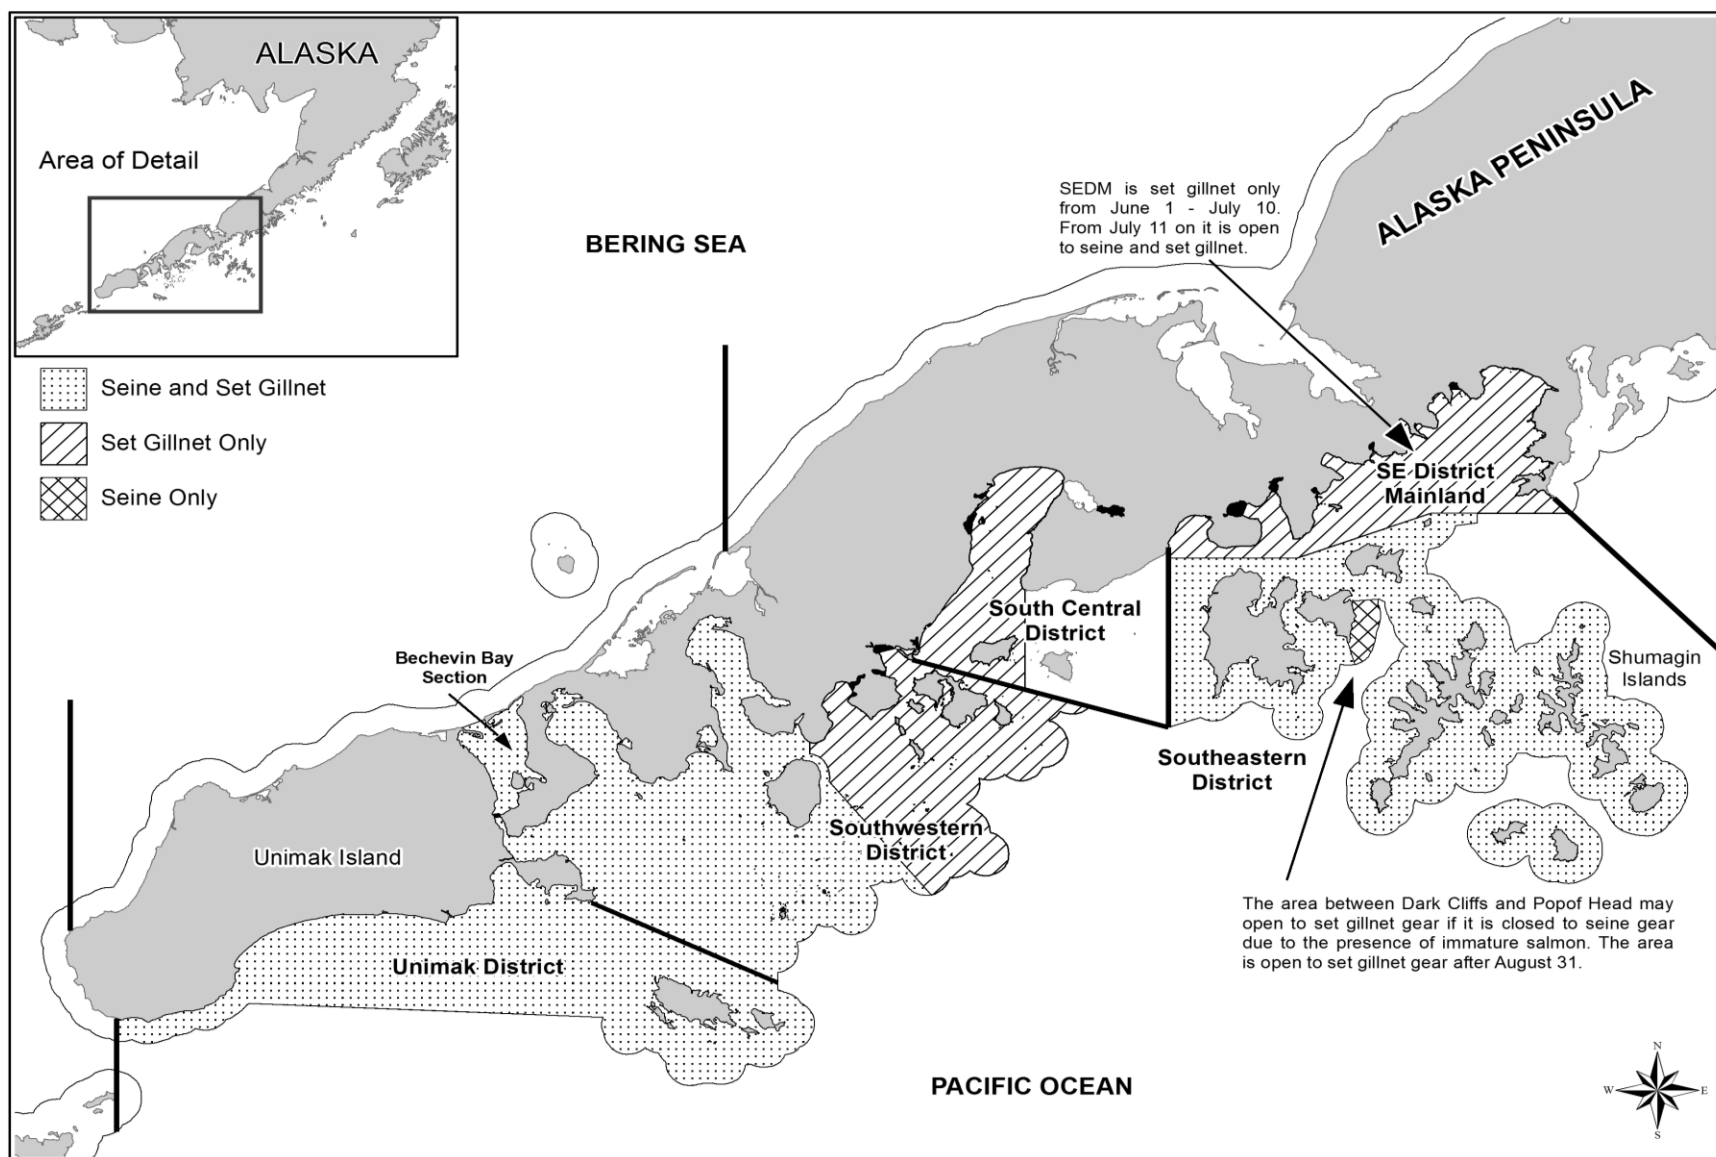 ALASKA
Area of Detail
Seine and Set Gillnet
Set Gillnet Only
Seine Only
BERING SEA
ALASKA PENINSULA
SEDM is set gillnet only
from June 1 - July 10.
From July 11 on it is open
to seine and set gillnet.
SE District
Mainland
South Central
District
Bechevin Bay
Section
Shumagin
Islands
Southeastern
District
Southwestern
District
Unimak Island
Unimak District
The area between Dark Cliffs and Popof Head may
open to set gillnet gear if it is closed to seine gear
due to the presence of immature salmon. The area
is open to set gillnet gear after August 31.
PACIFIC OCEAN
N
W
E
S